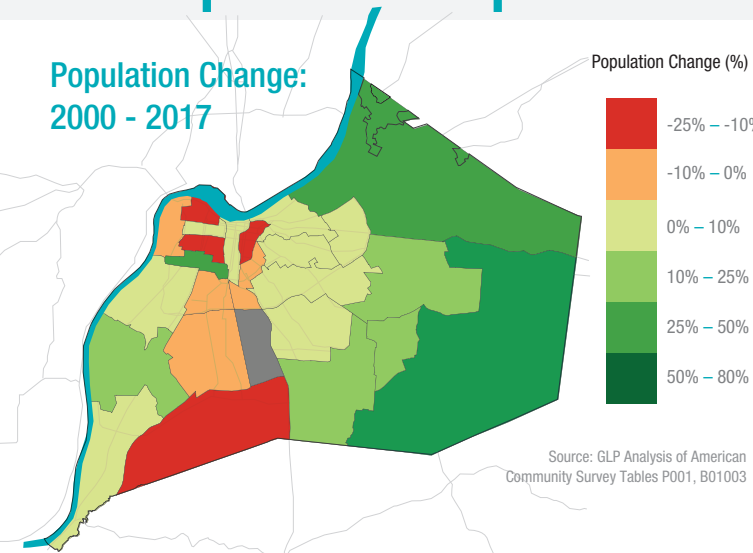 Population Change:
2000 - 2017
Population Change (%)
-25% – -10%
-10% – 0%
0% – 10%
10% – 25%
25% – 50%
50% – 80%
Source: GLP Analysis of American
Community Survey Tables P001, B01003